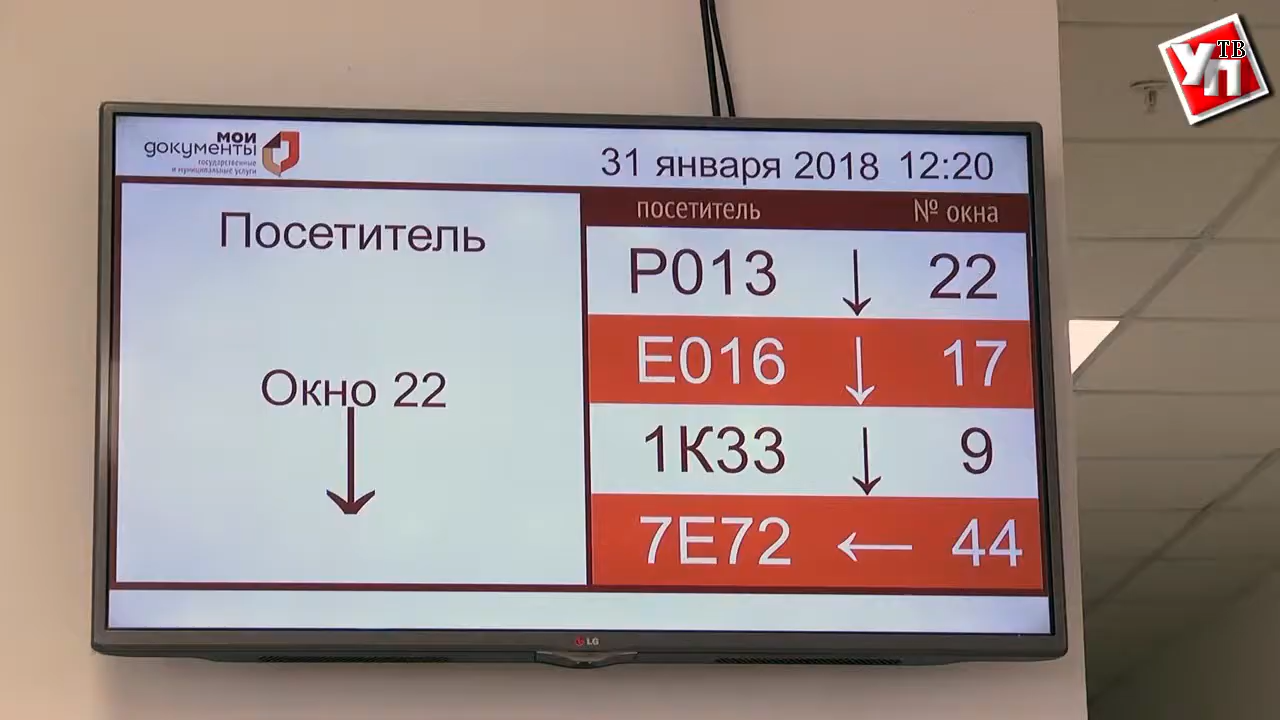 УП
ТВ
мои
документы
государственные
и муниципальные услуги
31 января 2018 12:20
Посетитель
Окно 22
посетитель № окна
Р013 ↓ 22
Е016 ↓ 17
1К33 ↓ 9
7Е72 ← 44
LG